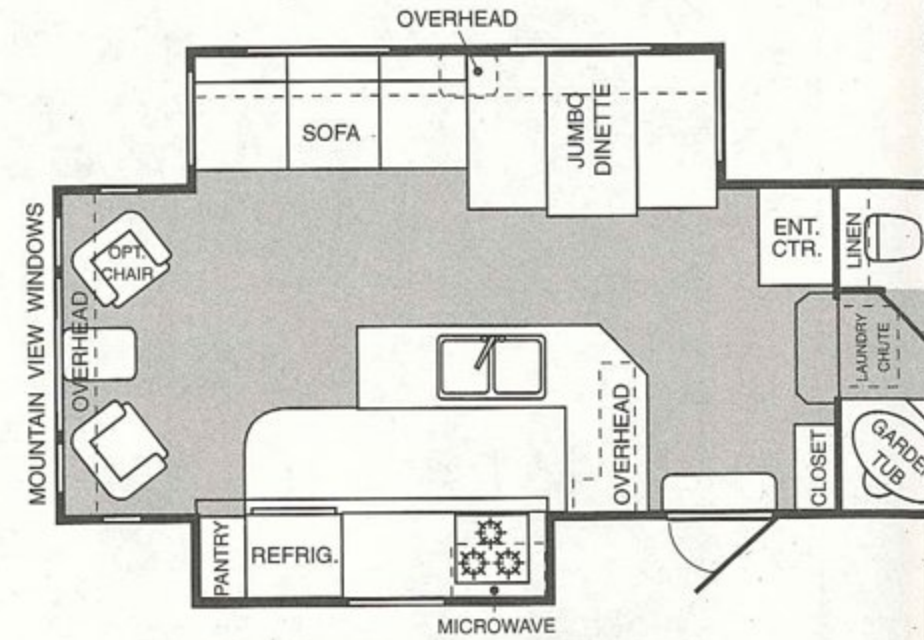 OVERHEAD
SOFA
JUMBO
DINETTE
MOUNTAIN VIEW WINDOWS
OPT.
CHAIR
OVERHEAD
ENT.
CTR.
LINEN
LAUNDRY
CHUTE
OVERHEAD
CLOSET
GARDEN
TUB
PANTRY
REFRIG.
MICROWAVE